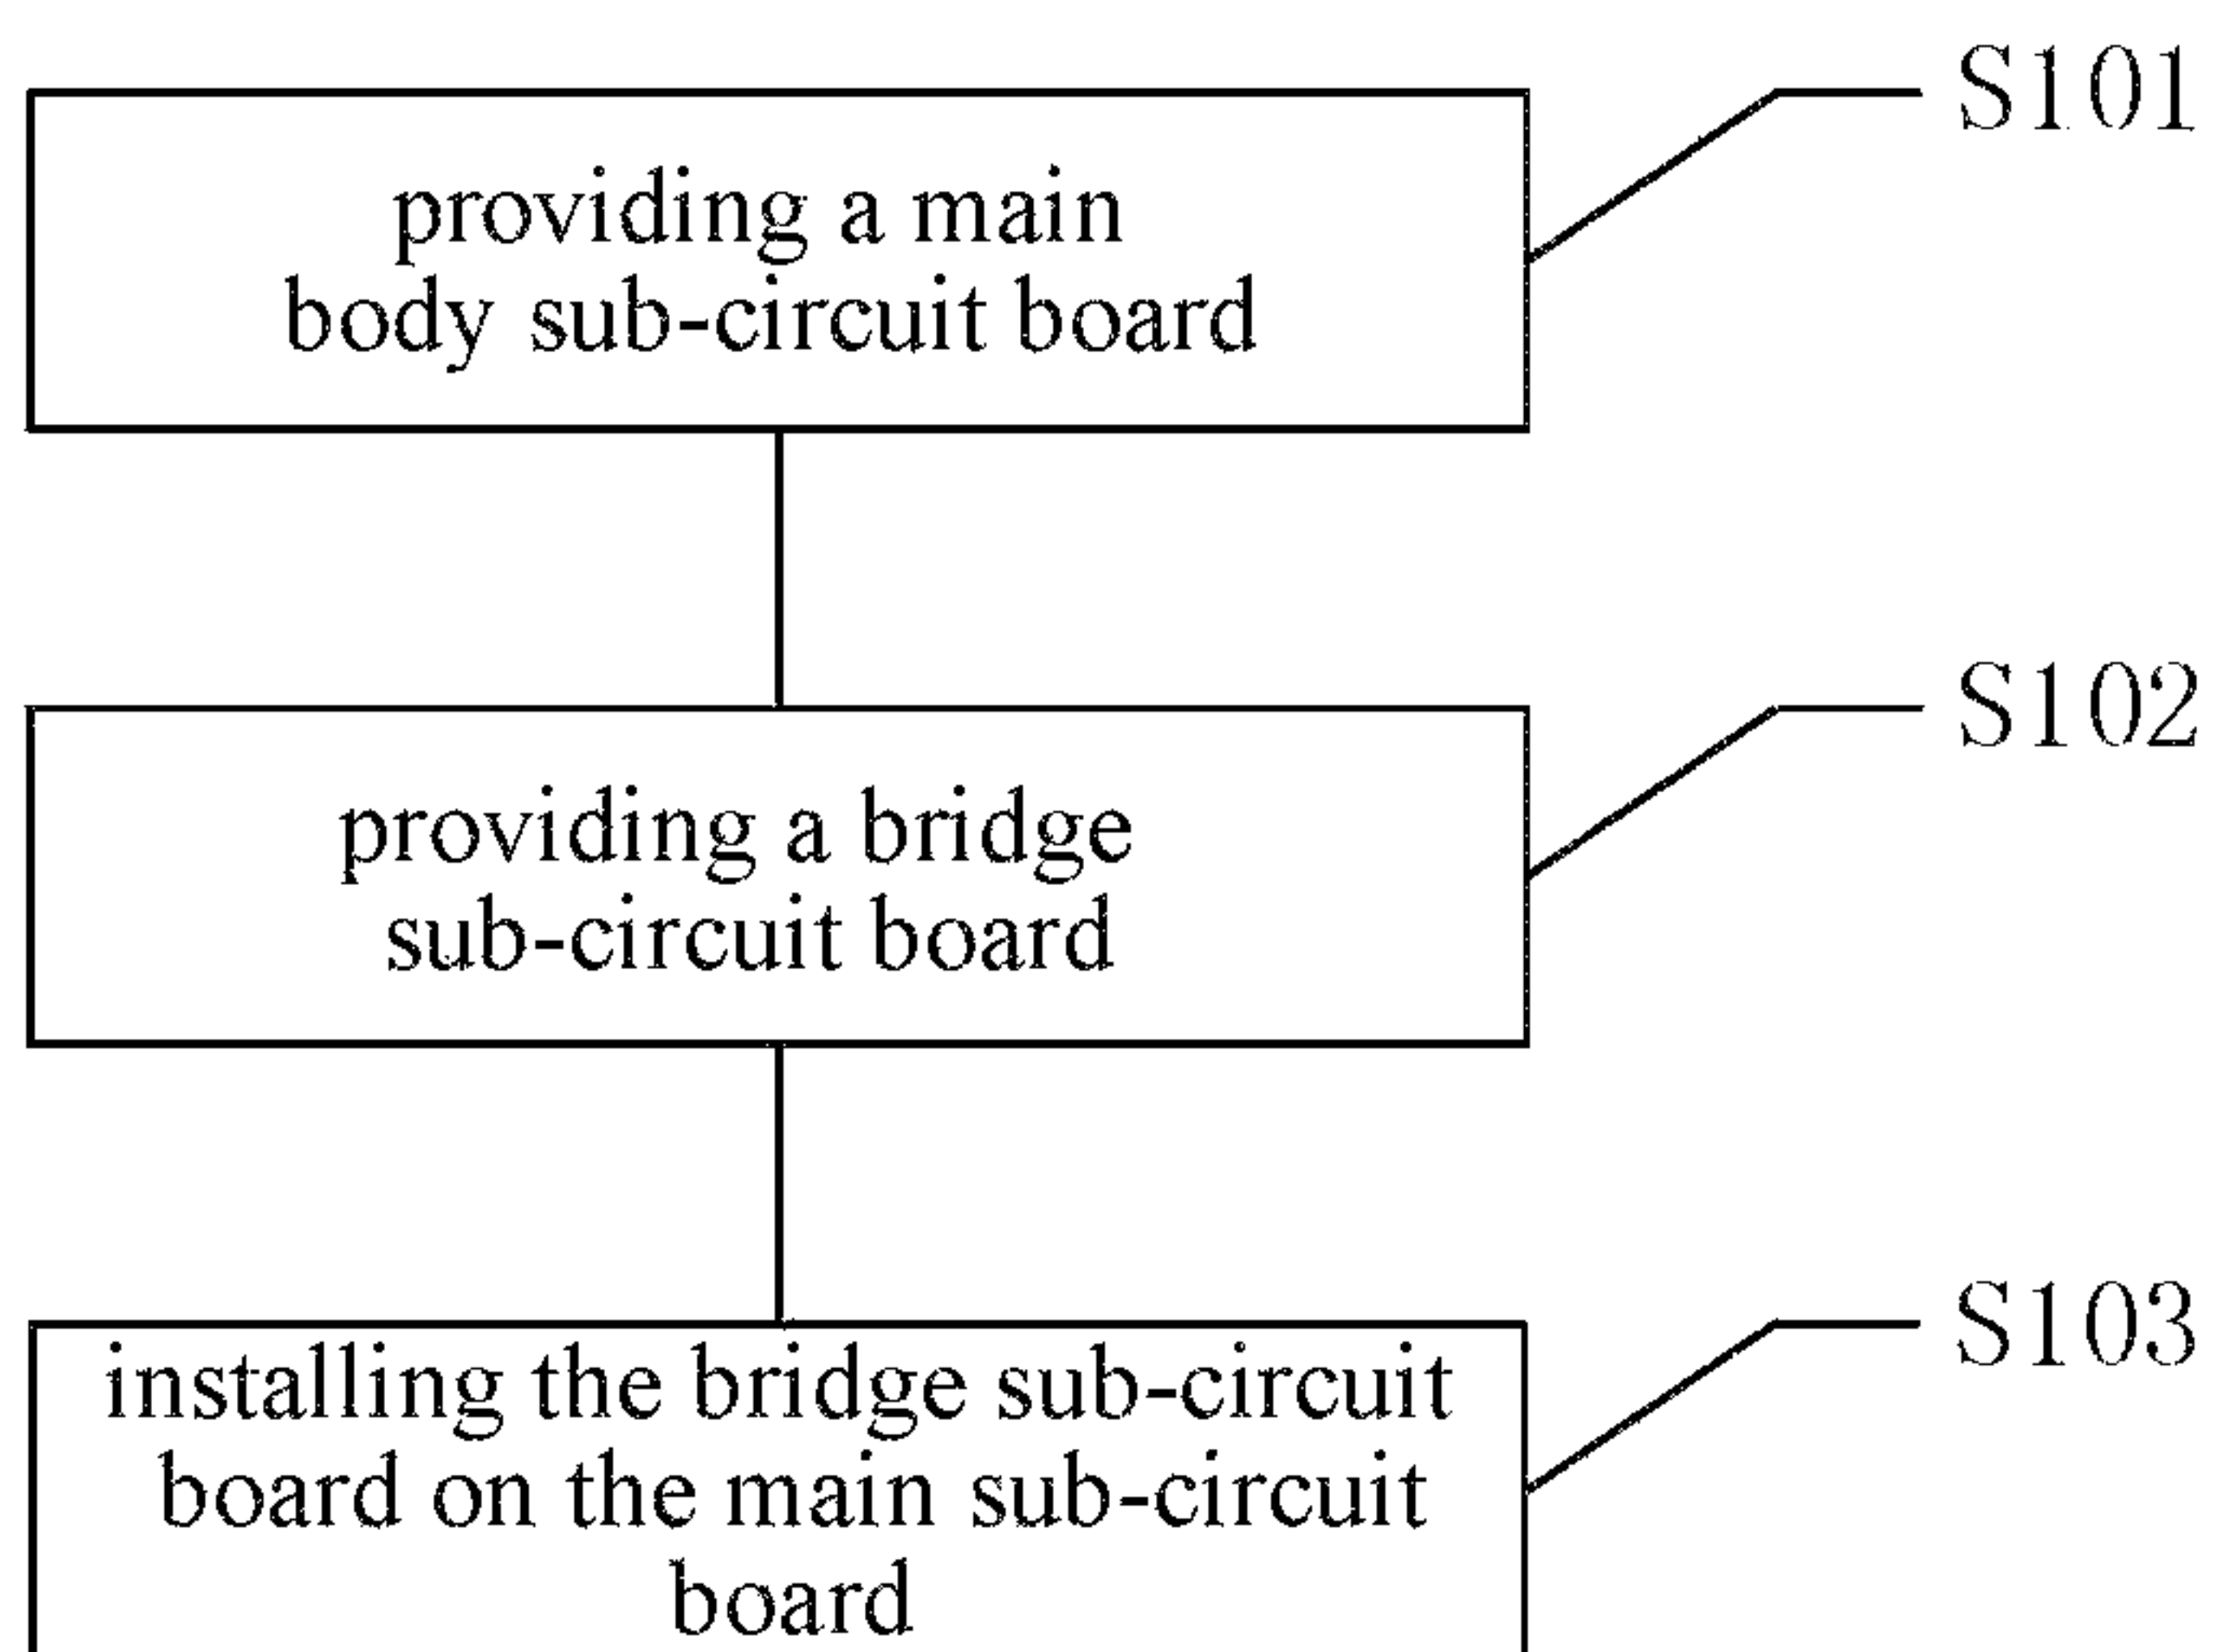 S101
providing a main
body sub-circuit board
S102
providing a bridge
sub-circuit board
S103
installing the bridge sub-circuit
board on the main sub-circuit
board